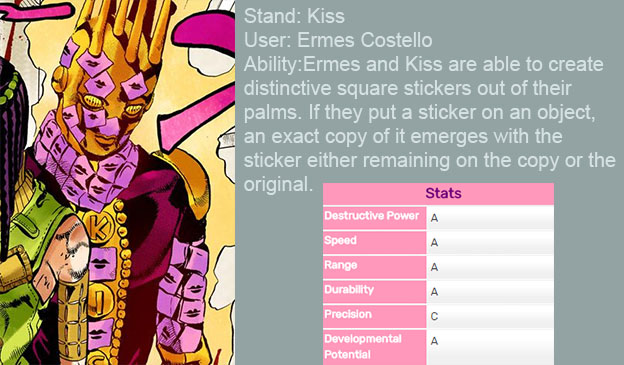 Stand: Kiss
User: Ermes Costello
Ability:Ermes and Kiss are able to create
distinctive square stickers out of their
palms. If they put a sticker on an object,
an exact copy of it emerges with the
sticker either remaining on the copy or the
original.
Stats
Destructive Power A
Speed A
Range A
Durability A
Precision C
Developmental A
Potential
K
I